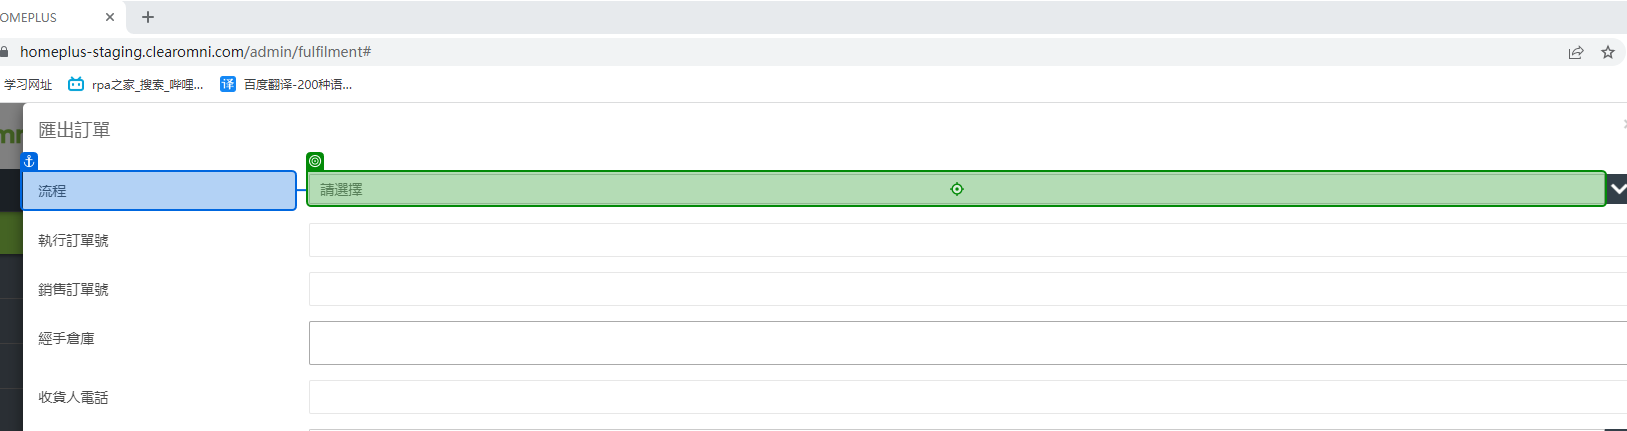 OMEPLUS
homeplus-staging.clearomni.com/admin/fulfilment#
学习网址 rpa之家_搜索_哔哩... 译 百度翻译-200种语...
匯出訂單
流程 請選擇
執行訂單號
銷售訂單號
經手倉庫
收貨人電話